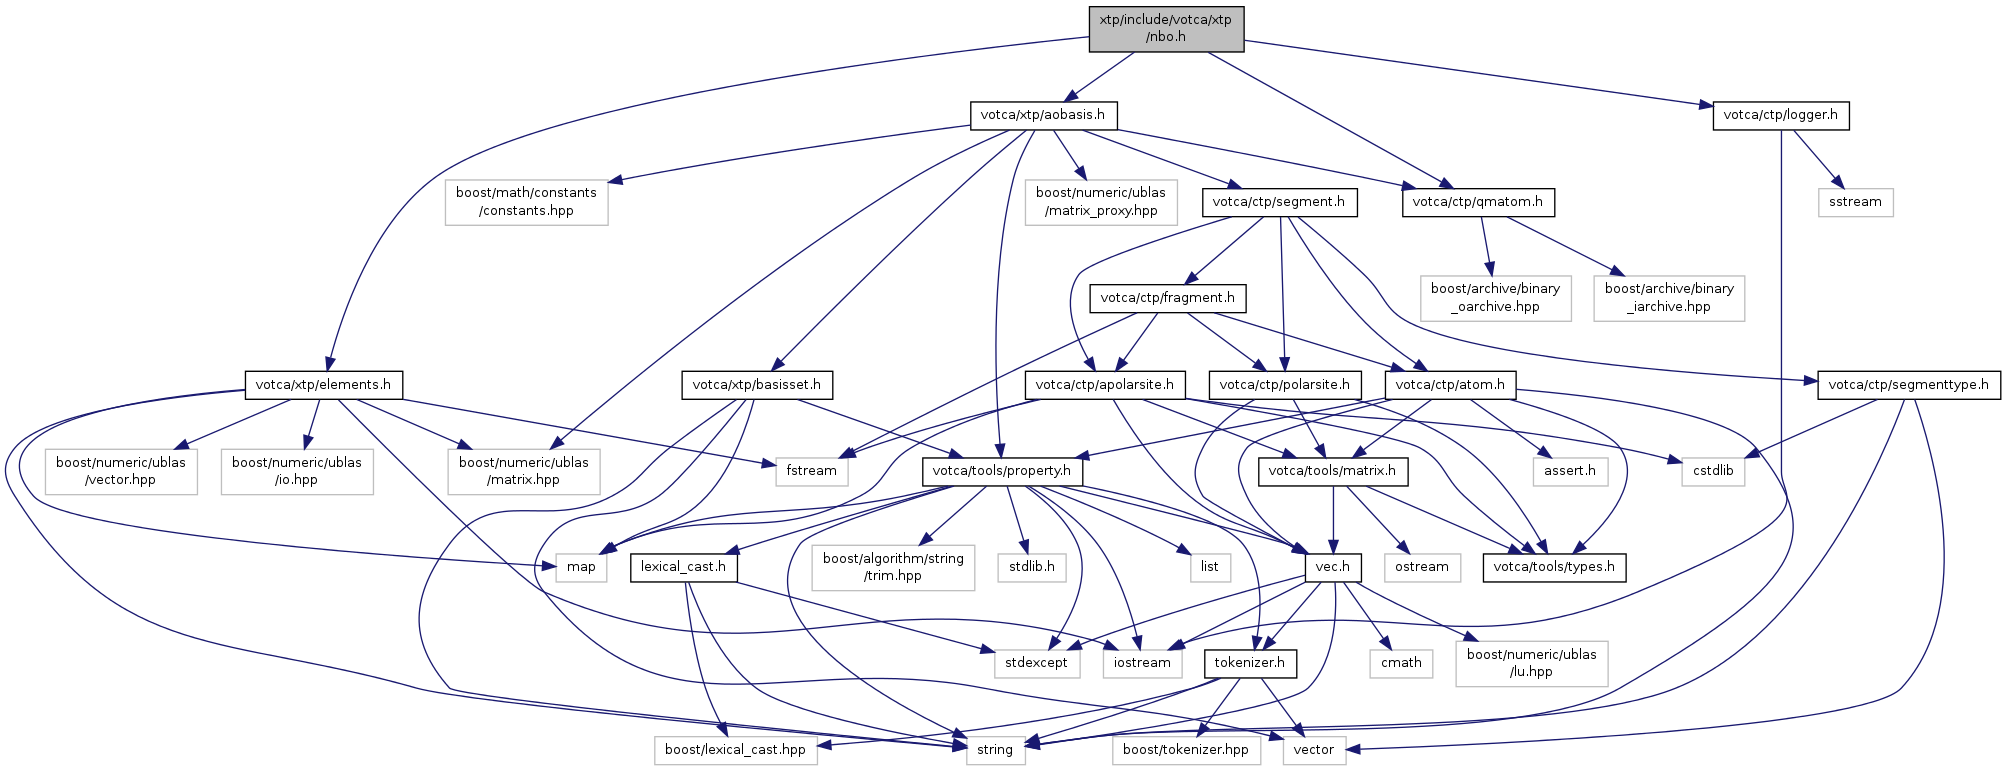 xtp/include/votca/xtp
/nbo.h
votca/xtp/aobasis.h
votca/ctp/logger.h
boost/math/constants
/constants.hpp
boost/numeric/ublas
/matrix_proxy.hpp
votca/ctp/segment.h
votca/ctp/qmatom.h
sstream
votca/ctp/fragment.h
boost/archive/binary
_oarchive.hpp
boost/archive/binary
_iarchive.hpp
votca/xtp/elements.h
votca/xtp/basisset.h
votca/ctp/apolarsite.h
votca/ctp/polarsite.h
votca/ctp/atom.h
votca/ctp/segmenttype.h
boost/numeric/ublas
/vector.hpp
boost/numeric/ublas
/io.hpp
boost/numeric/ublas
/matrix.hpp
fstream
votca/tools/property.h
votca/tools/matrix.h
assert.h
cstdlib
map
lexical_cast.h
boost/algorithm/string
/trim.hpp
stdlib.h
list
vec.h
ostream
votca/tools/types.h
stdexcept
iostream
tokenizer.h
cmath
boost/numeric/ublas
/lu.hpp
boost/lexical_cast.hpp
string
boost/tokenizer.hpp
vector